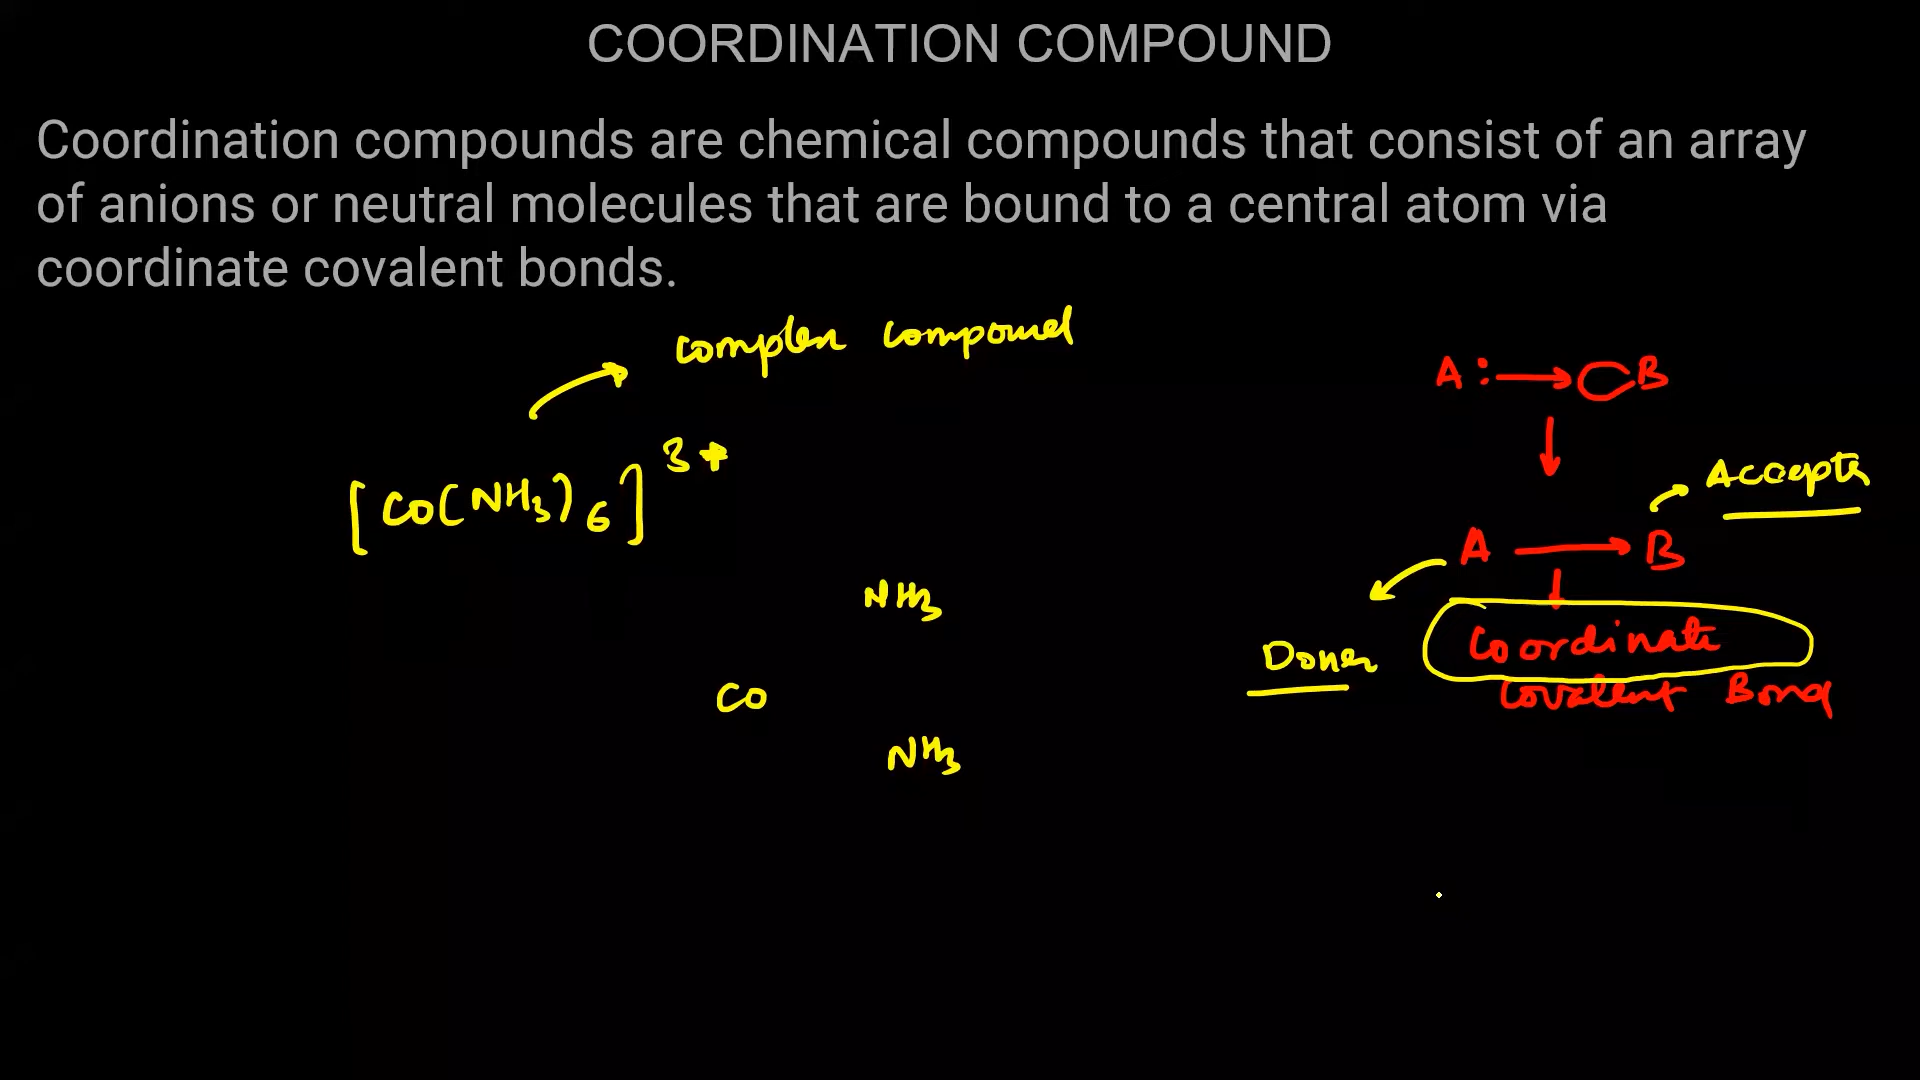 COORDINATION COMPOUND
Coordination compounds are chemical compounds that consist of an array
of anions or neutral molecules that are bound to a central atom via
coordinate covalent bonds.
Complex Compound
[Co(NH3)6]3+
NH3
Co
NH3
A: → B
Accepter
A → B
Doner
Coordinate
Covalent Bond